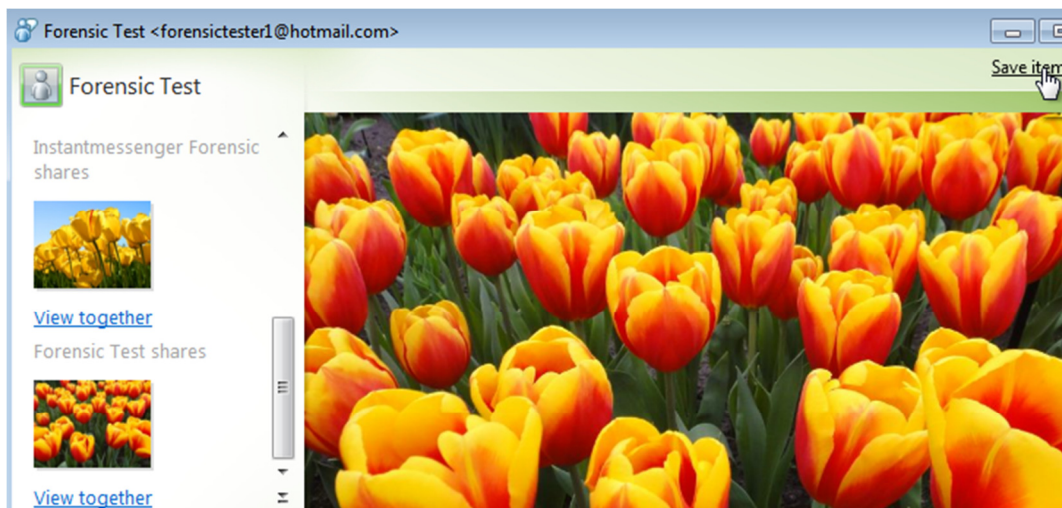 Forensic Test <forensictester1@hotmail.com>
Save item
Forensic Test
Instantmessenger Forensic
shares
View together
Forensic Test shares
View together